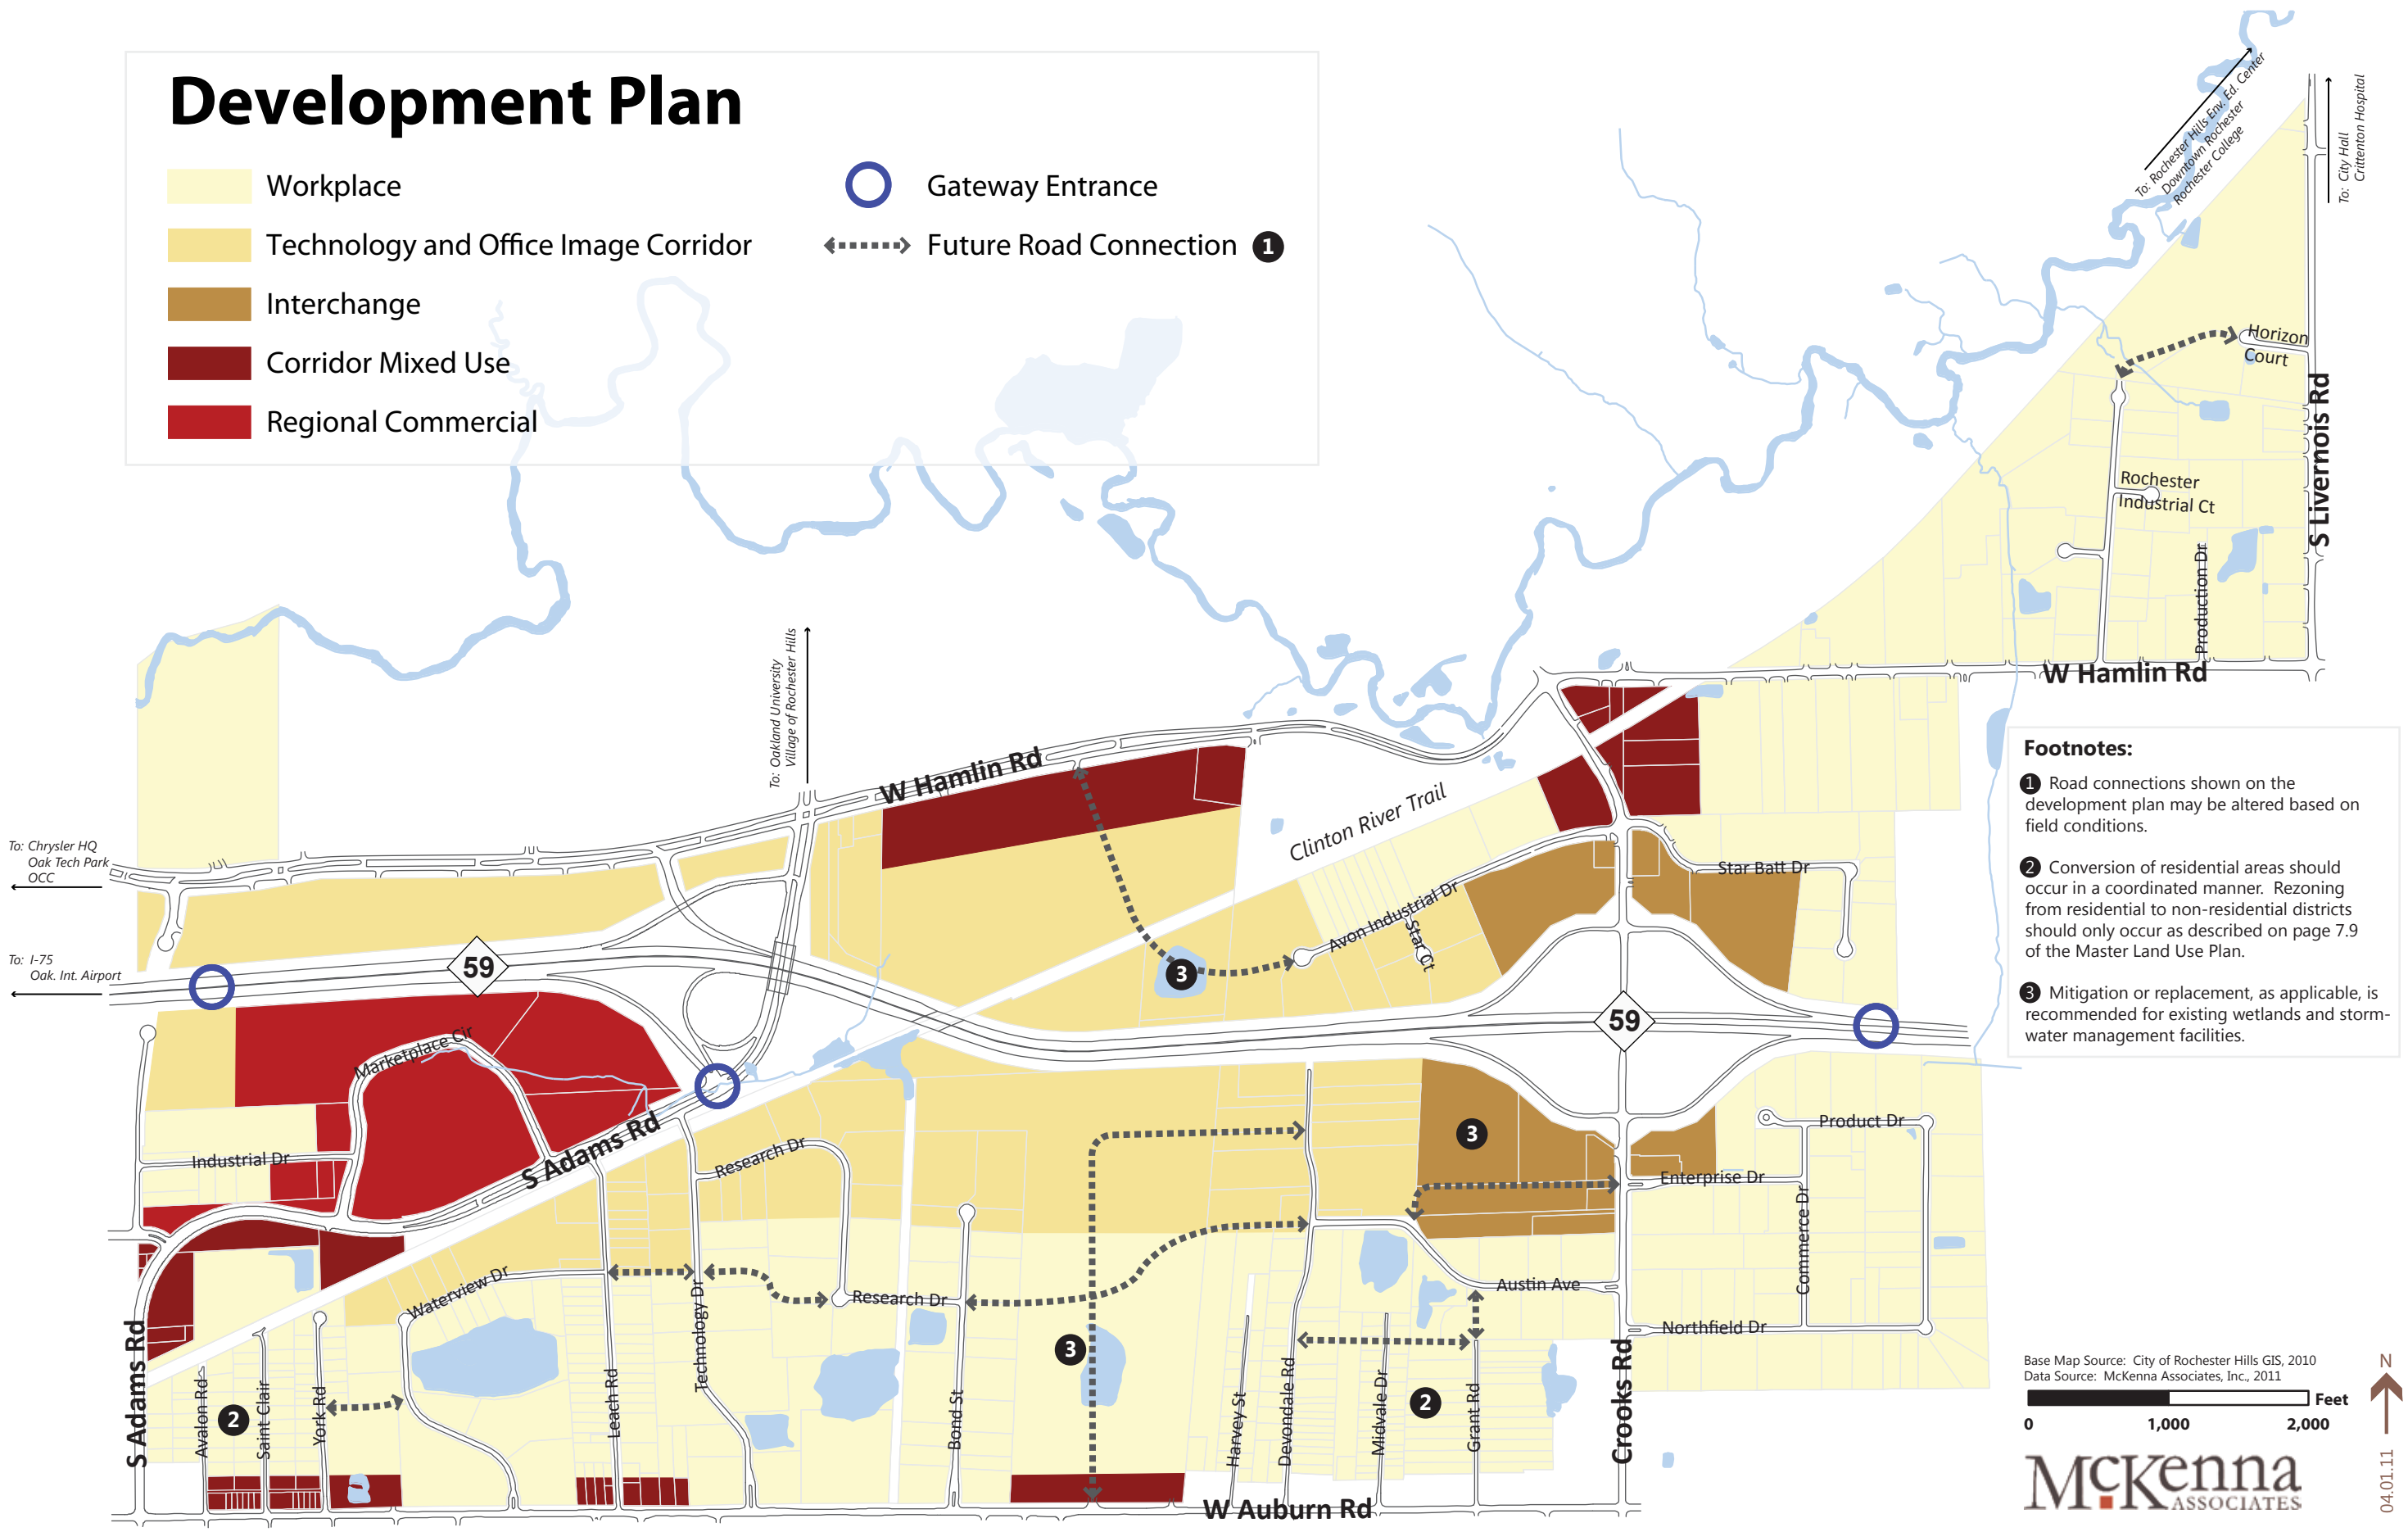 Development Plan
Workplace
Technology and Office Image Corridor
Interchange
Corridor Mixed Use
Regional Commercial
Gateway Entrance
Future Road Connection 1
To: Rochester Hills Env. Ed. Center
Downtown Rochester
Rochester College
To: City Hall
Crittenton Hospital
Horizon
Court
S Livernois Rd
Rochester
Industrial Ct
Production Dr
W Hamlin Rd
To: Oakland University
Village of Rochester Hills
W Hamlin Rd
Clinton River Trail
To: Chrysler HQ
Oak Tech Park
OCC
To: I-75
Oak. Int. Airport
59
3
Avon Industrial Dr
Star Ct
Star Batt Dr
59
Marketplace Cir
Industrial Dr
S Adams Rd
Research Dr
3
Product Dr
Enterprise Dr
Commerce Dr
Waterview Dr
Technology Dr
Research Dr
Austin Ave
Northfield Dr
3
S Adams Rd
Avalon Rd
2
Saint Clair
York Rd
Leach Rd
Bond St
Harvey St
Devondale Rd
Midvale Dr
2
Grant Rd
Crooks Rd
W Auburn Rd
Footnotes:
1 Road connections shown on the
development plan may be altered based on
field conditions.
2 Conversion of residential areas should
occur in a coordinated manner. Rezoning
from residential to non-residential districts
should only occur as described on page 7.9
of the Master Land Use Plan.
3 Mitigation or replacement, as applicable, is
recommended for existing wetlands and storm-
water management facilities.
Base Map Source: City of Rochester Hills GIS, 2010
Data Source: McKenna Associates, Inc., 2011
Feet
0 1,000 2,000
McKenna
ASSOCIATES
N
04.01.11